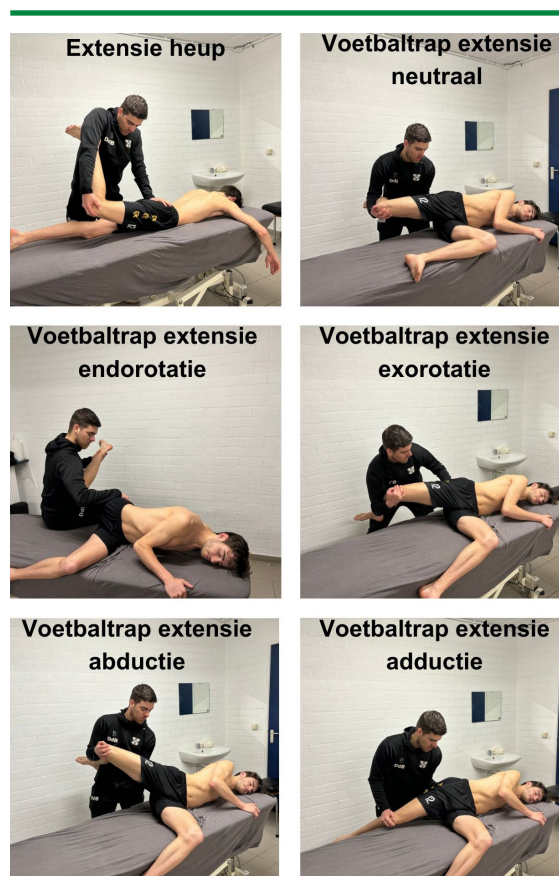 Extensie heup
Voetbaltrap extensie
neutraal
Voetbaltrap extensie
endorotatie
Voetbaltrap extensie
exorotatie
Voetbaltrap extensie
abductie
Voetbaltrap extensie
adductie